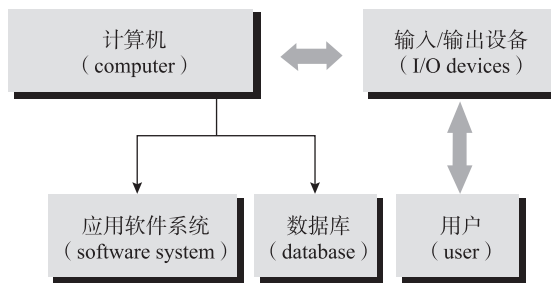 计算机
（computer）
输入/输出设备
（I/O devices）
应用软件系统
（software system）
数据库
（database）
用户
（user）